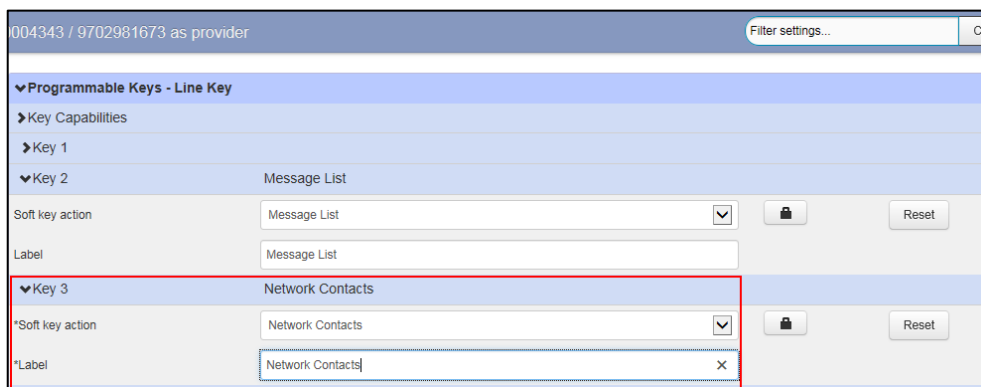 0004343 / 9702981673 as provider Filter settings... C
Programmable Keys - Line Key
Key Capabilities
Key 1
Key 2 Message List
Soft key action Message List Reset
Label Message List
Key 3 Network Contacts
*Soft key action Network Contacts Reset
*Label Network Contacts